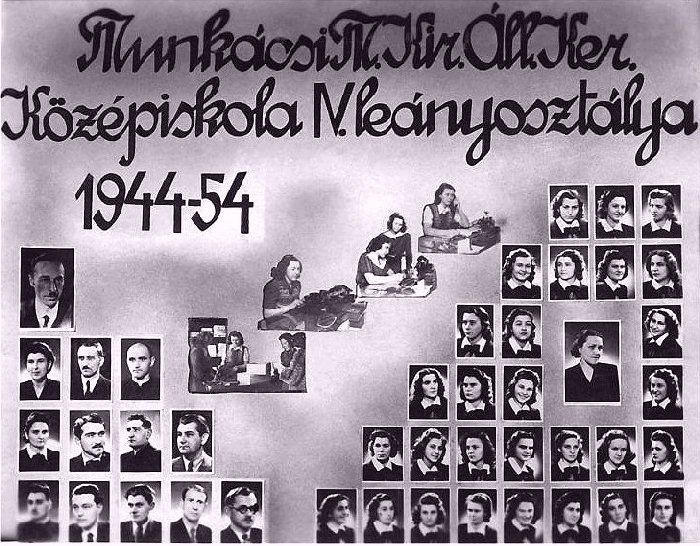 Munkácsi M. Kir. Áll. Ker.
Középiskola IV. leányosztálya
1944-54